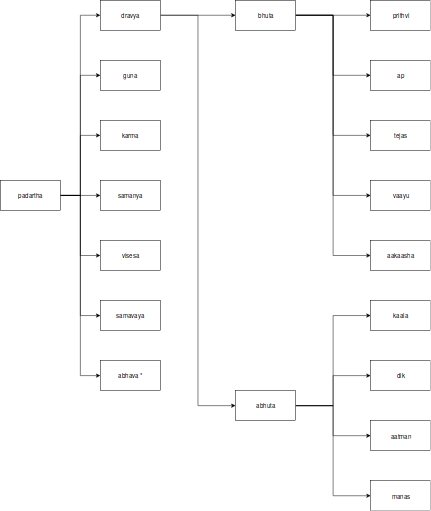 dravya
bhuta
prithvi
guna
ap
karma
tejas
padartha
samanya
vaayu
visesa
aakaasha
samavaya
kaala
abhava *
dik
abhuta
aatman
manas